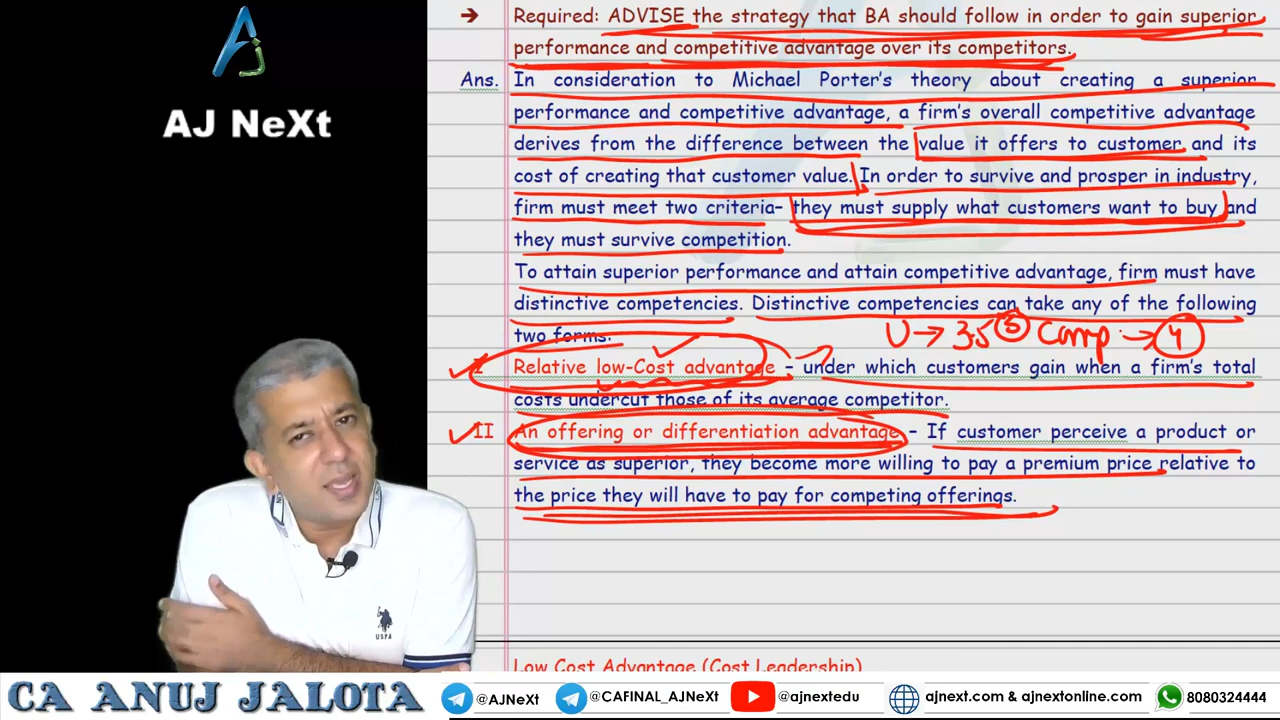 AJ NeXt
→ Required: ADVISE the strategy that BA should follow in order to gain superior
performance and competitive advantage over its competitors.
Ans. In consideration to Michael Porter's theory about creating a superior
performance and competitive advantage, a firm's overall competitive advantage
derives from the difference between the value it offers to customer and its
cost of creating that customer value. In order to survive and prosper in industry,
firm must meet two criteria- they must supply what customers want to buy and
they must survive competition.
To attain superior performance and attain competitive advantage, firm must have
distinctive competencies. Distinctive competencies can take any of the following
two forms:
U → 3.5 5 Comp → 4
I Relative low-Cost advantage - under which customers gain when a firm's total
costs undercut those of its average competitor.
II An offering or differentiation advantage - If customer perceive a product or
service as superior, they become more willing to pay a premium price relative to
the price they will have to pay for competing offerings.
Low Cost Advantage (Cost Leadership)
USPA
CA ANUJ JALOTA @AJNeXt @CAFINAL_AJNeXt @ajnextedu ajnext.com & ajnextonline.com 8080324444